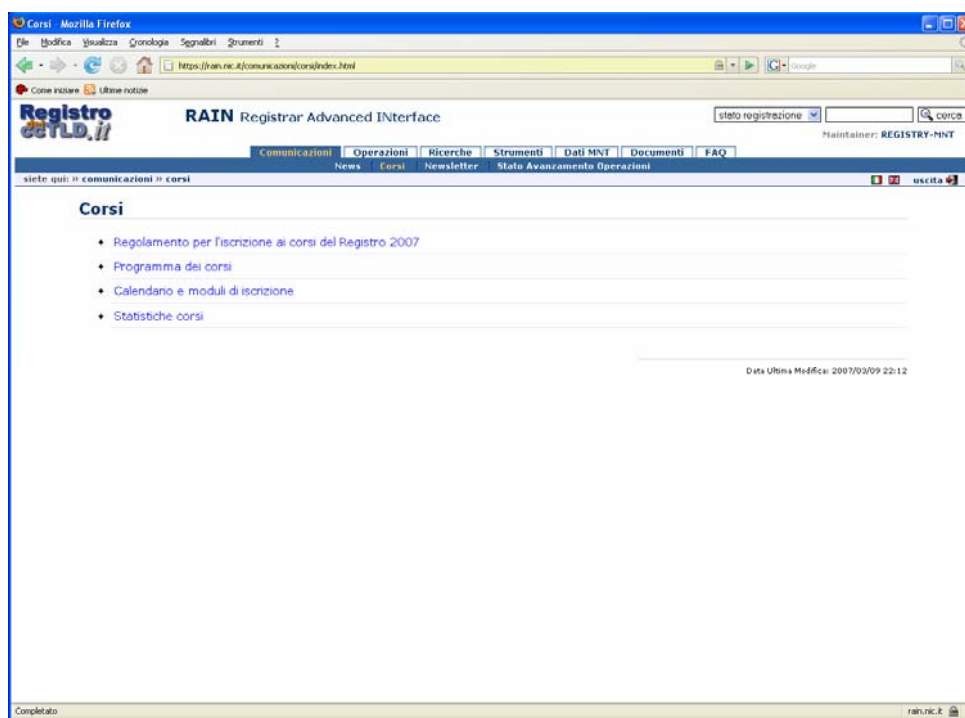 Corsi - Mozilla Firefox
File Modifica Visualizza Cronologia Segnalibri Strumenti ?
https://rain.nic.it/comunicazioni/corsi/index.html
Google
Come iniziare Ultime notizie
Registro del ccTLD.it
RAIN Registrar Advanced INterface
stato registrazione cerca
Maintainer: REGISTRY-MNT
Comunicazioni Operazioni Ricerche Strumenti Dati MNT Documenti FAQ
News Corsi Newsletter Stato Avanzamento Operazioni
siete qui: » comunicazioni » corsi uscita
Corsi
Regolamento per l'iscrizione ai corsi del Registro 2007
Programma dei corsi
Calendario e moduli di iscrizione
Statistiche corsi
Data Ultima Modifica: 2007/03/09 22:12
Completato rain.nic.it